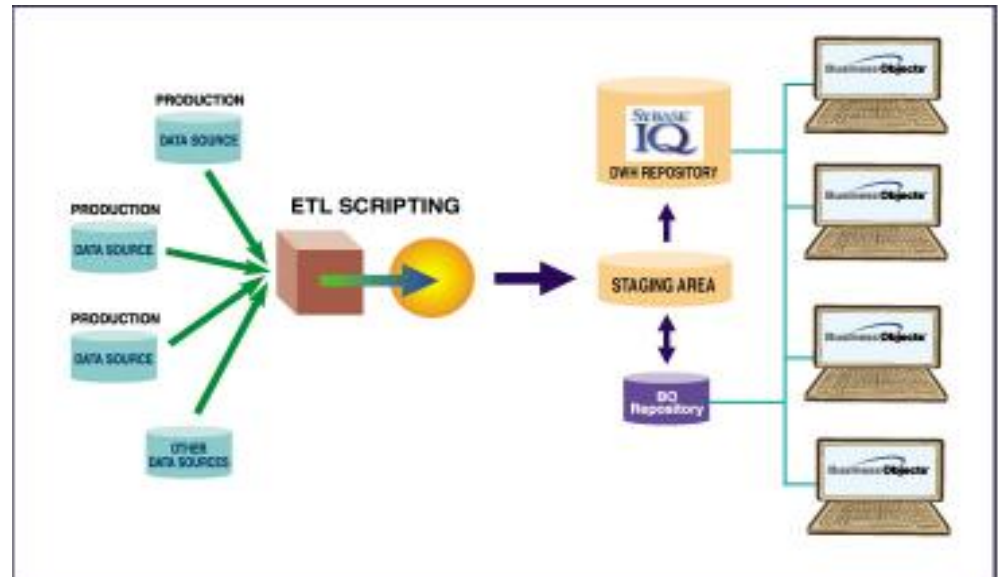 PRODUCTION
DATA SOURCE
PRODUCTION
DATA SOURCE
PRODUCTION
DATA SOURCE
OTHER
DATA SOURCES
ETL SCRIPTING
SYBASE
IQ
DWH REPOSITORY
STAGING AREA
BO
Repository
BusinessObjects
BusinessObjects
BusinessObjects
BusinessObjects